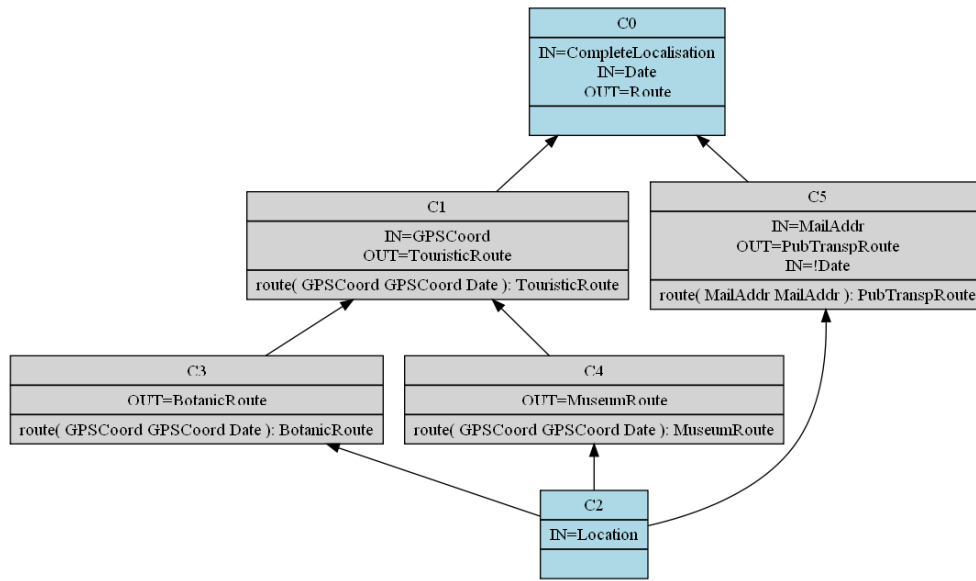 C0
IN=CompleteLocalisation
IN=Date
OUT=Route
C1
IN=GPSCoord
OUT=TouristicRoute
route( GPSCoord GPSCoord Date ): TouristicRoute
C5
IN=MailAddr
OUT=PubTranspRoute
IN=!Date
route( MailAddr MailAddr ): PubTranspRoute
C3
OUT=BotanicRoute
route( GPSCoord GPSCoord Date ): BotanicRoute
C4
OUT=MuseumRoute
route( GPSCoord GPSCoord Date ): MuseumRoute
C2
IN=Location